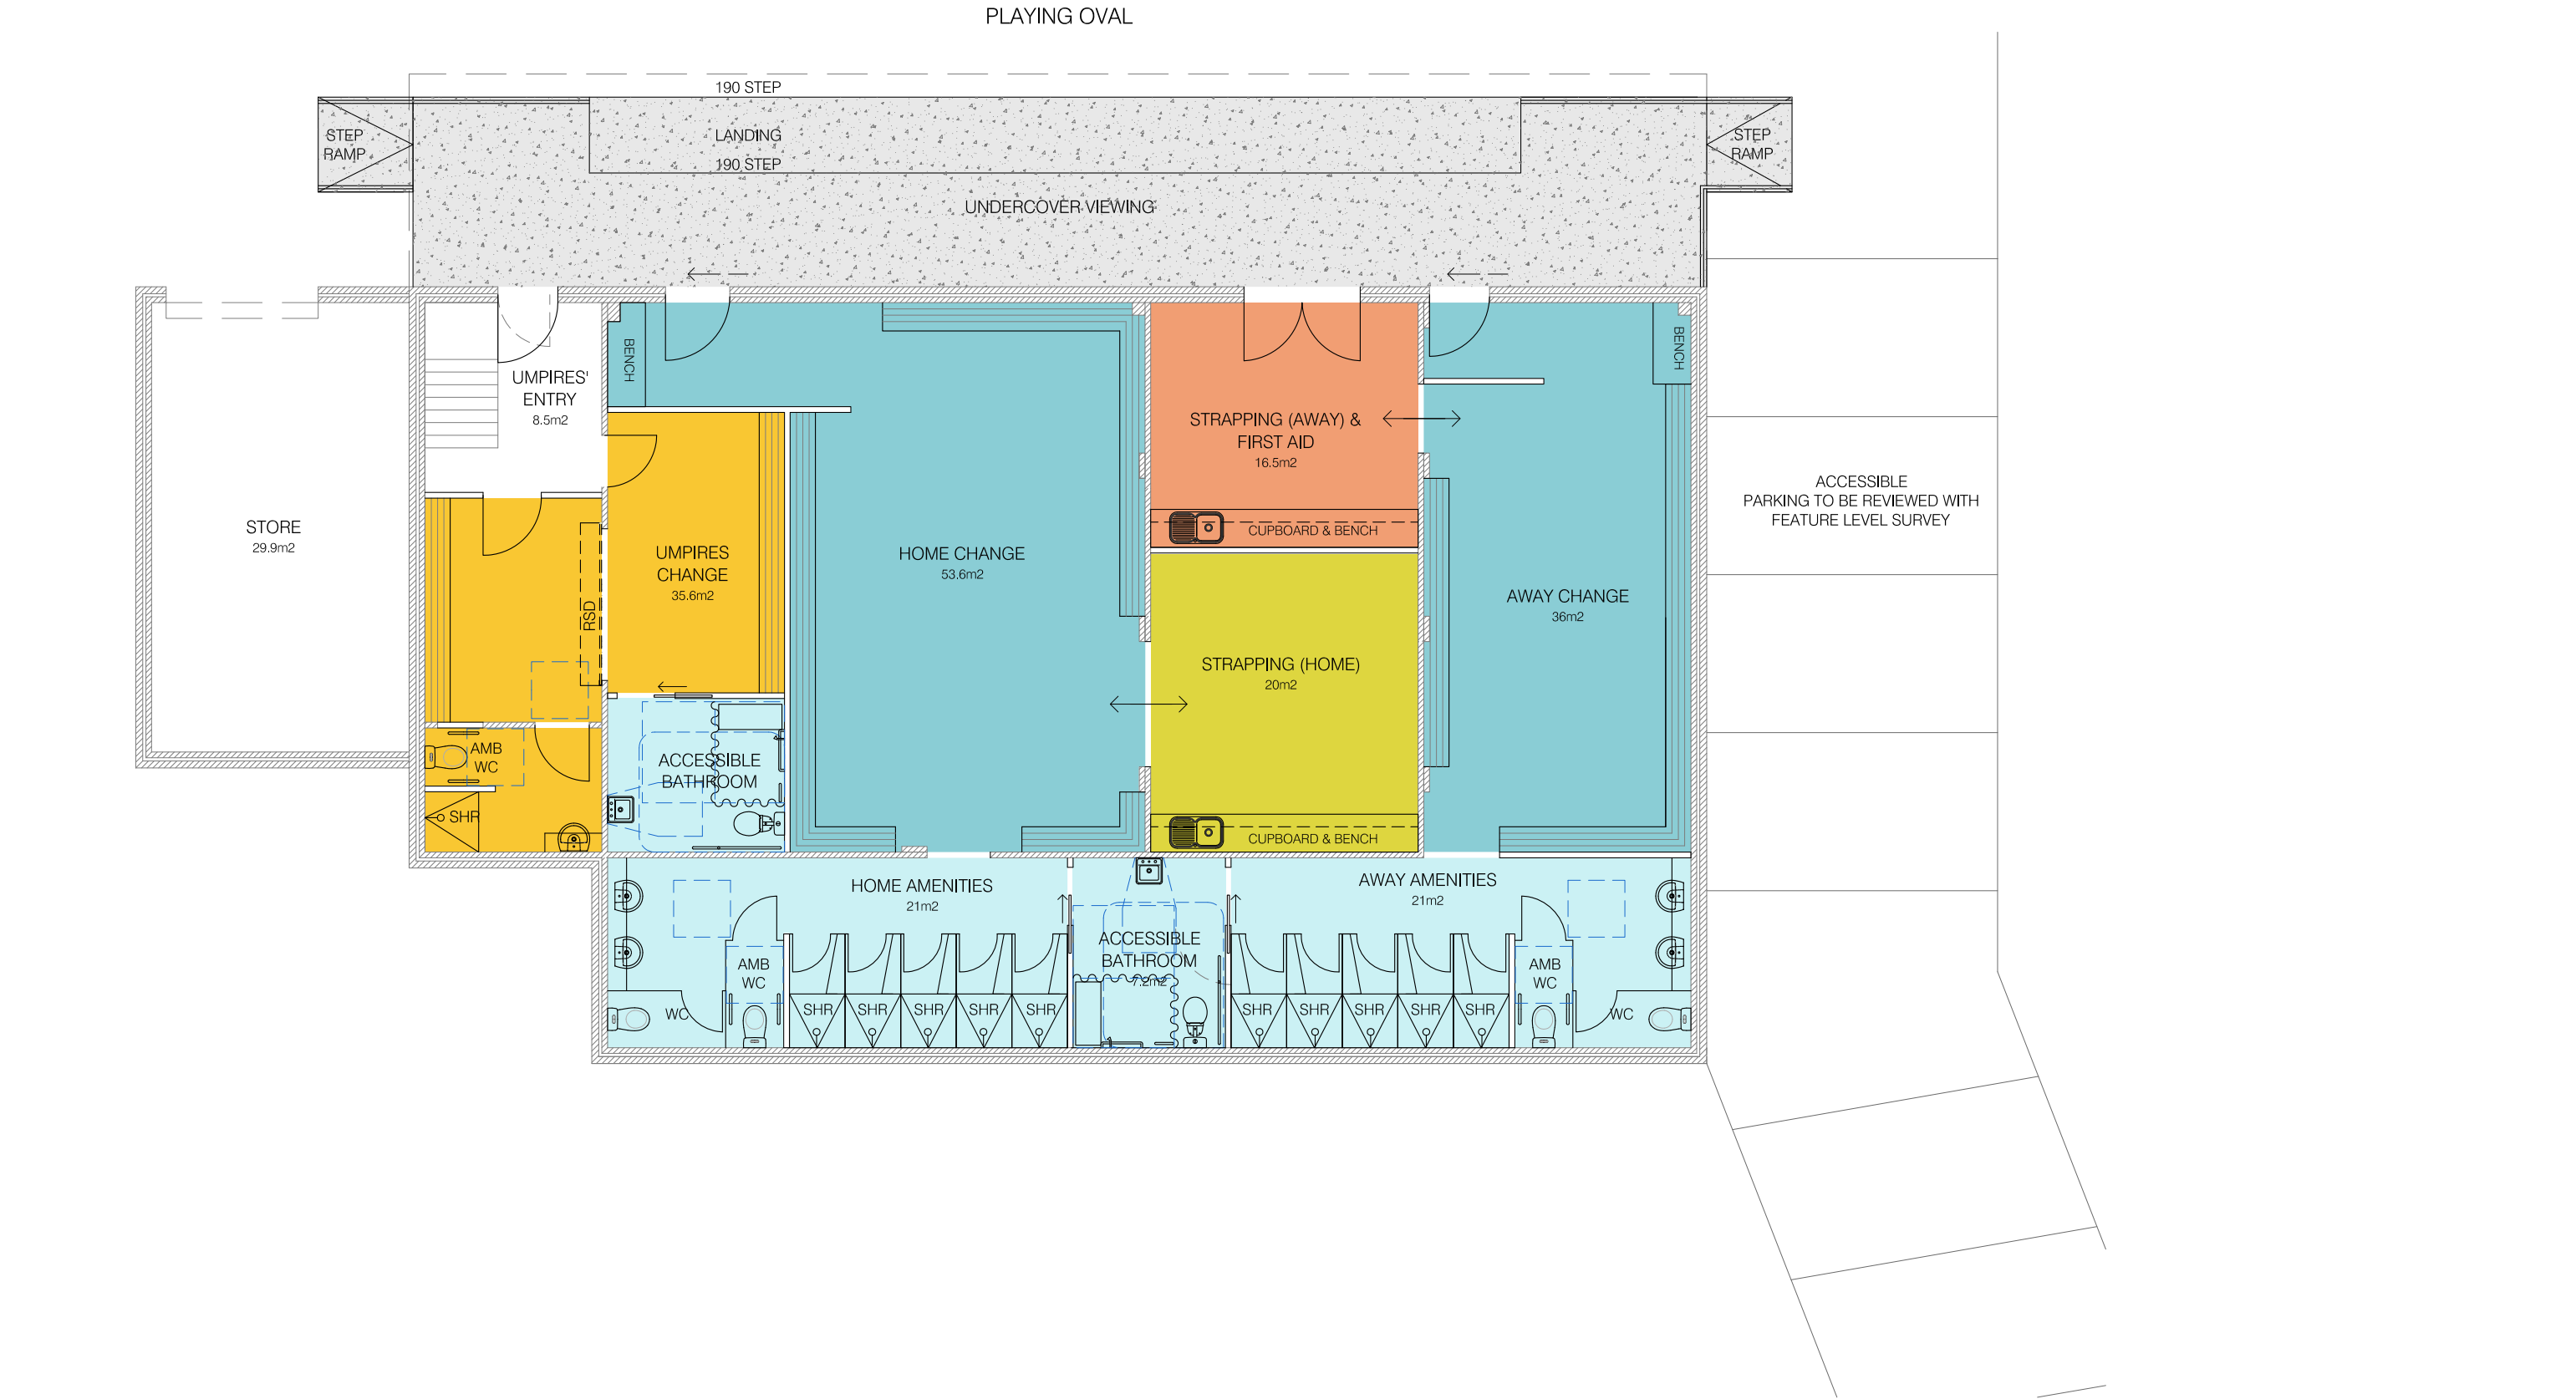 PLAYING OVAL
190 STEP
STEP
RAMP
LANDING
190 STEP
STEP
RAMP
UNDERCOVER VIEWING
BENCH
UMPIRES'
ENTRY
8.5m2
BENCH
STRAPPING (AWAY) &
FIRST AID
16.5m2
CUPBOARD & BENCH
ACCESSIBLE
PARKING TO BE REVIEWED WITH
FEATURE LEVEL SURVEY
STORE
29.9m2
UMPIRES
CHANGE
35.6m2
RSD
HOME CHANGE
53.6m2
AWAY CHANGE
36m2
STRAPPING (HOME)
20m2
CUPBOARD & BENCH
AMB
WC
SHR
ACCESSIBLE
BATHROOM
HOME AMENITIES
21m2
AWAY AMENITIES
21m2
ACCESSIBLE
BATHROOM
7.2m2
AMB
WC
AMB
WC
WC
SHR
SHR
SHR
SHR
SHR
SHR
SHR
SHR
SHR
SHR
WC